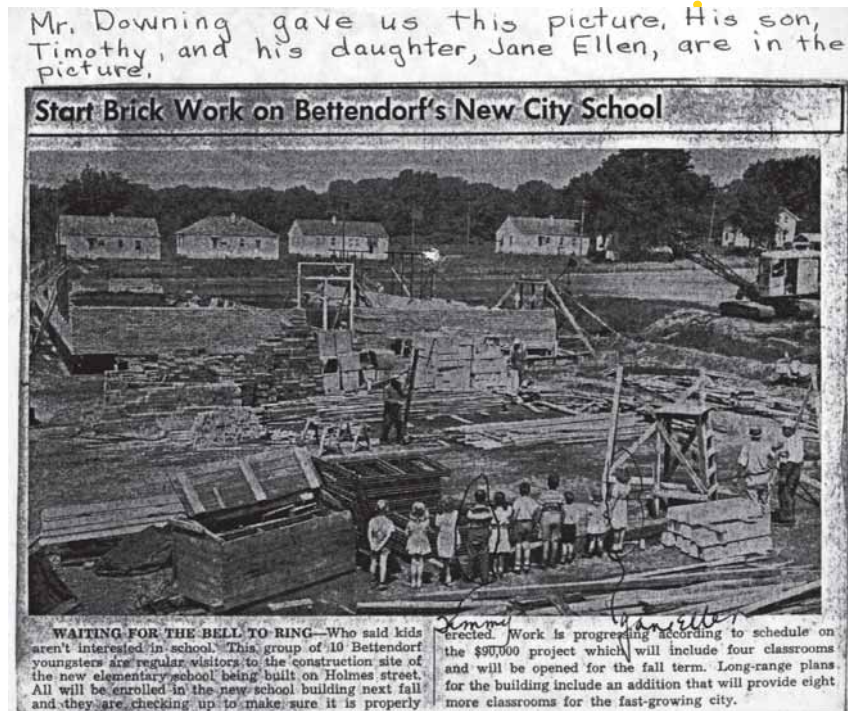 Mr. Downing gave us this picture. His son,
Timothy, and his daughter, Jane Ellen, are in the
picture.
Start Brick Work on Bettendorf's New City School
Timmy
Jane Ellen
WAITING FOR THE BELL TO RING—Who said kids
aren't interested in school. This group of 10 Bettendorf
youngsters are regular visitors to the construction site of
the new elementary school being built on Holmes street.
All will be enrolled in the new school building next fall
and they are checking up to make sure it is properly
erected. Work is progressing according to schedule on
the $90,000 project which will include four classrooms
and will be opened for the fall term. Long-range plans
for the building include an addition that will provide eight
more classrooms for the fast-growing city.